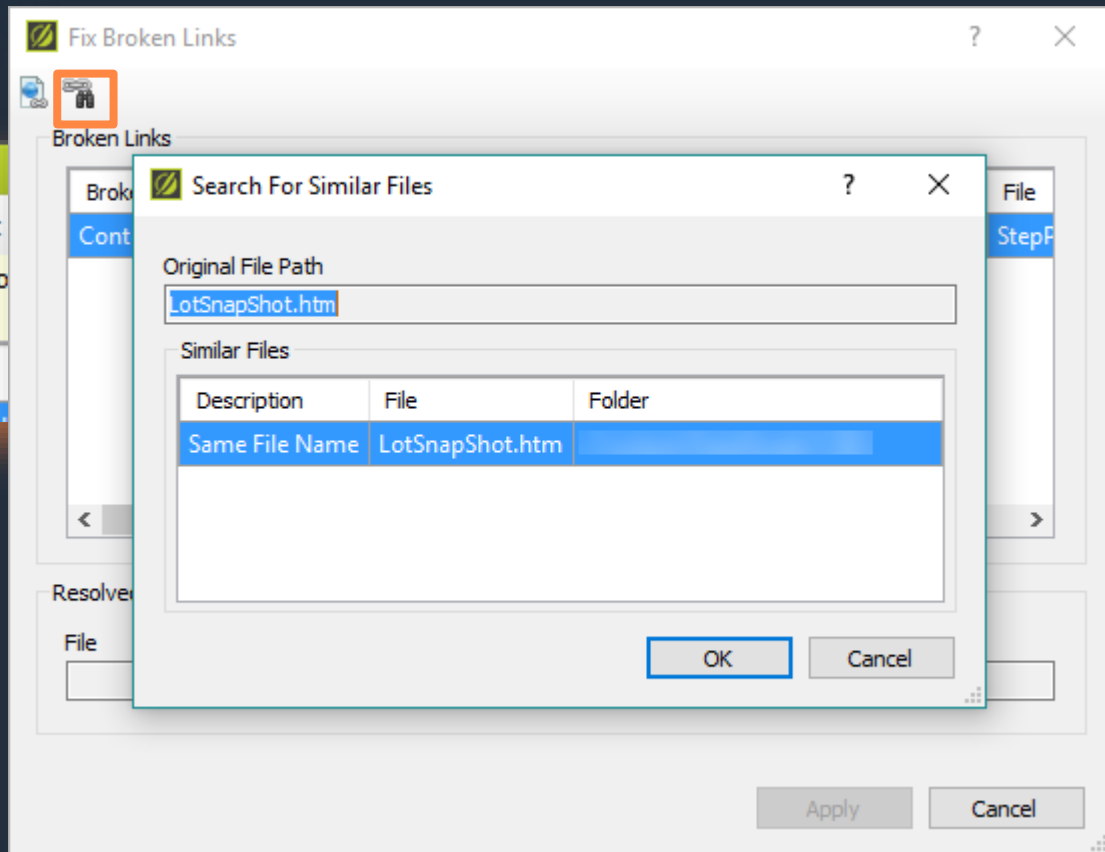 Fix Broken Links
?
Broken Links
Brok
File
Cont
StepP
Search For Similar Files
?
Original File Path
LotSnapShot.htm
Similar Files
Description File Folder
Same File Name LotSnapShot.htm
OK Cancel
Resolve
File
Apply Cancel